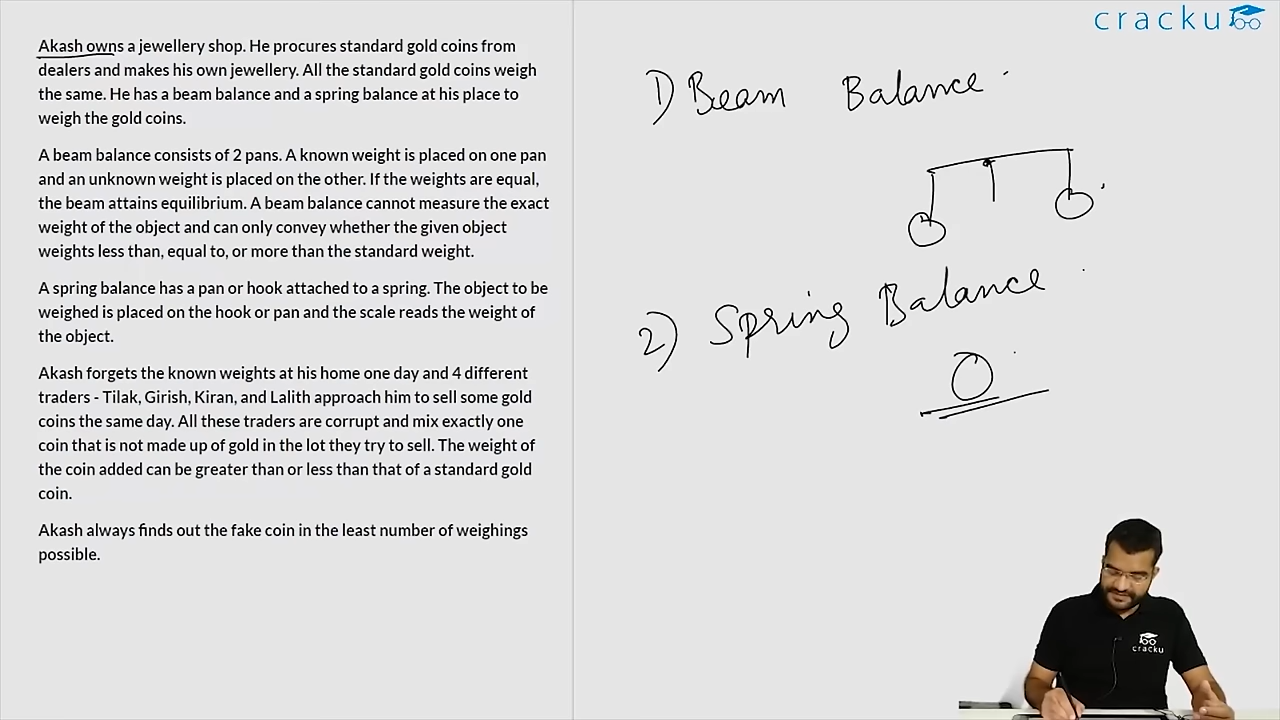 cracku
Akash owns a jewellery shop. He procures standard gold coins from
dealers and makes his own jewellery. All the standard gold coins weigh
the same. He has a beam balance and a spring balance at his place to
weigh the gold coins.
A beam balance consists of 2 pans. A known weight is placed on one pan
and an unknown weight is placed on the other. If the weights are equal,
the beam attains equilibrium. A beam balance cannot measure the exact
weight of the object and can only convey whether the given object
weights less than, equal to, or more than the standard weight.
A spring balance has a pan or hook attached to a spring. The object to be
weighed is placed on the hook or pan and the scale reads the weight of
the object.
Akash forgets the known weights at his home one day and 4 different
traders - Tilak, Girish, Kiran, and Lalith approach him to sell some gold
coins the same day. All these traders are corrupt and mix exactly one
coin that is not made up of gold in the lot they try to sell. The weight of
the coin added can be greater than or less than that of a standard gold
coin.
Akash always finds out the fake coin in the least number of weighings
possible.
1) Beam Balance
2) Spring Balance
cracku